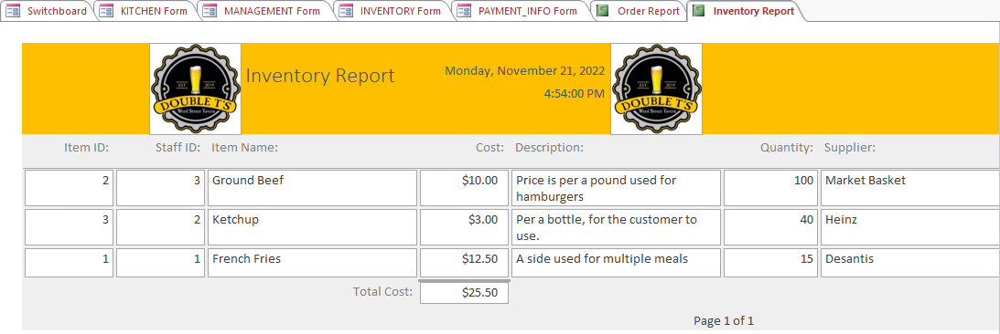 Switchboard KITCHEN Form MANAGEMENT Form INVENTORY Form PAYMENT_INFO Form Order Report Inventory Report
Inventory Report
Monday, November 21, 2022
4:54:00 PM
EST. 2019
DOUBLE T'S
Weed Street Tavern
EST. 2019
DOUBLE T'S
Weed Street Tavern
Item ID: Staff ID: Item Name: Cost: Description: Quantity: Supplier:
2 3 Ground Beef $10.00 Price is per a pound used for 100 Market Basket
hamburgers
3 2 Ketchup $3.00 Per a bottle, for the customer to 40 Heinz
use.
1 1 French Fries $12.50 A side used for multiple meals 15 Desantis
Total Cost: $25.50
Page 1 of 1